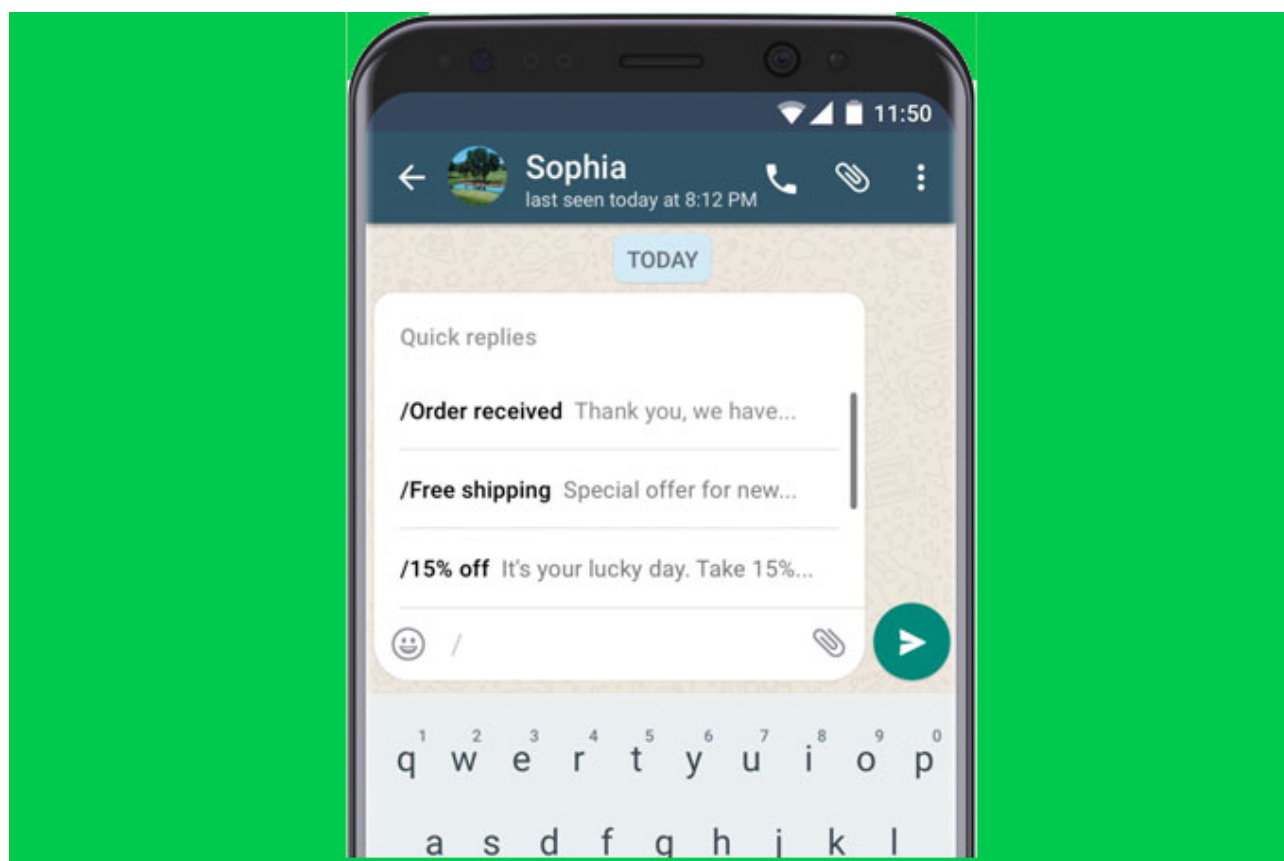 11:50
Sophia
last seen today at 8:12 PM
TODAY
Quick replies
/Order received Thank you, we have...
/Free shipping Special offer for new...
/15% off It's your lucky day. Take 15%...
/
1 2 3 4 5 6 7 8 9 0
q w e r t y u i o p
a s d f g h j k l